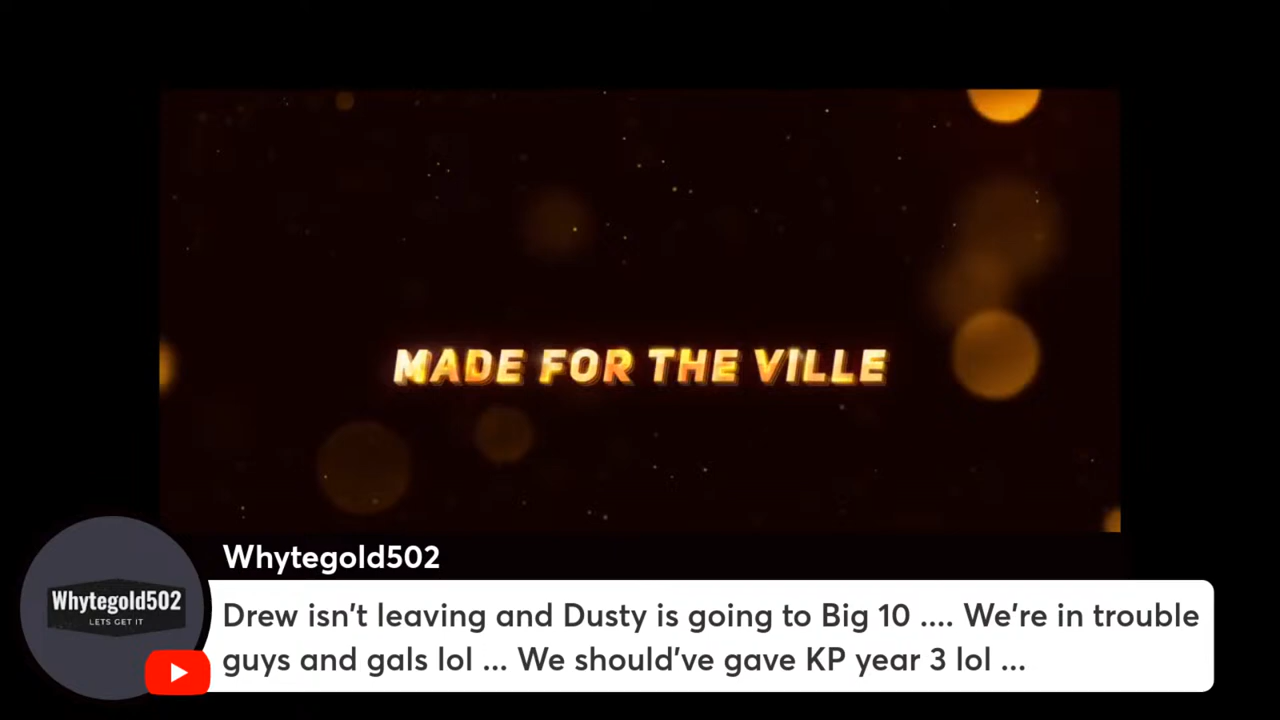 MADE FOR THE VILLE
Whytegold502
Whytegold502
LETS GET IT
Drew isn't leaving and Dusty is going to Big 10 .... We're in trouble
guys and gals lol ... We should've gave KP year 3 lol ...